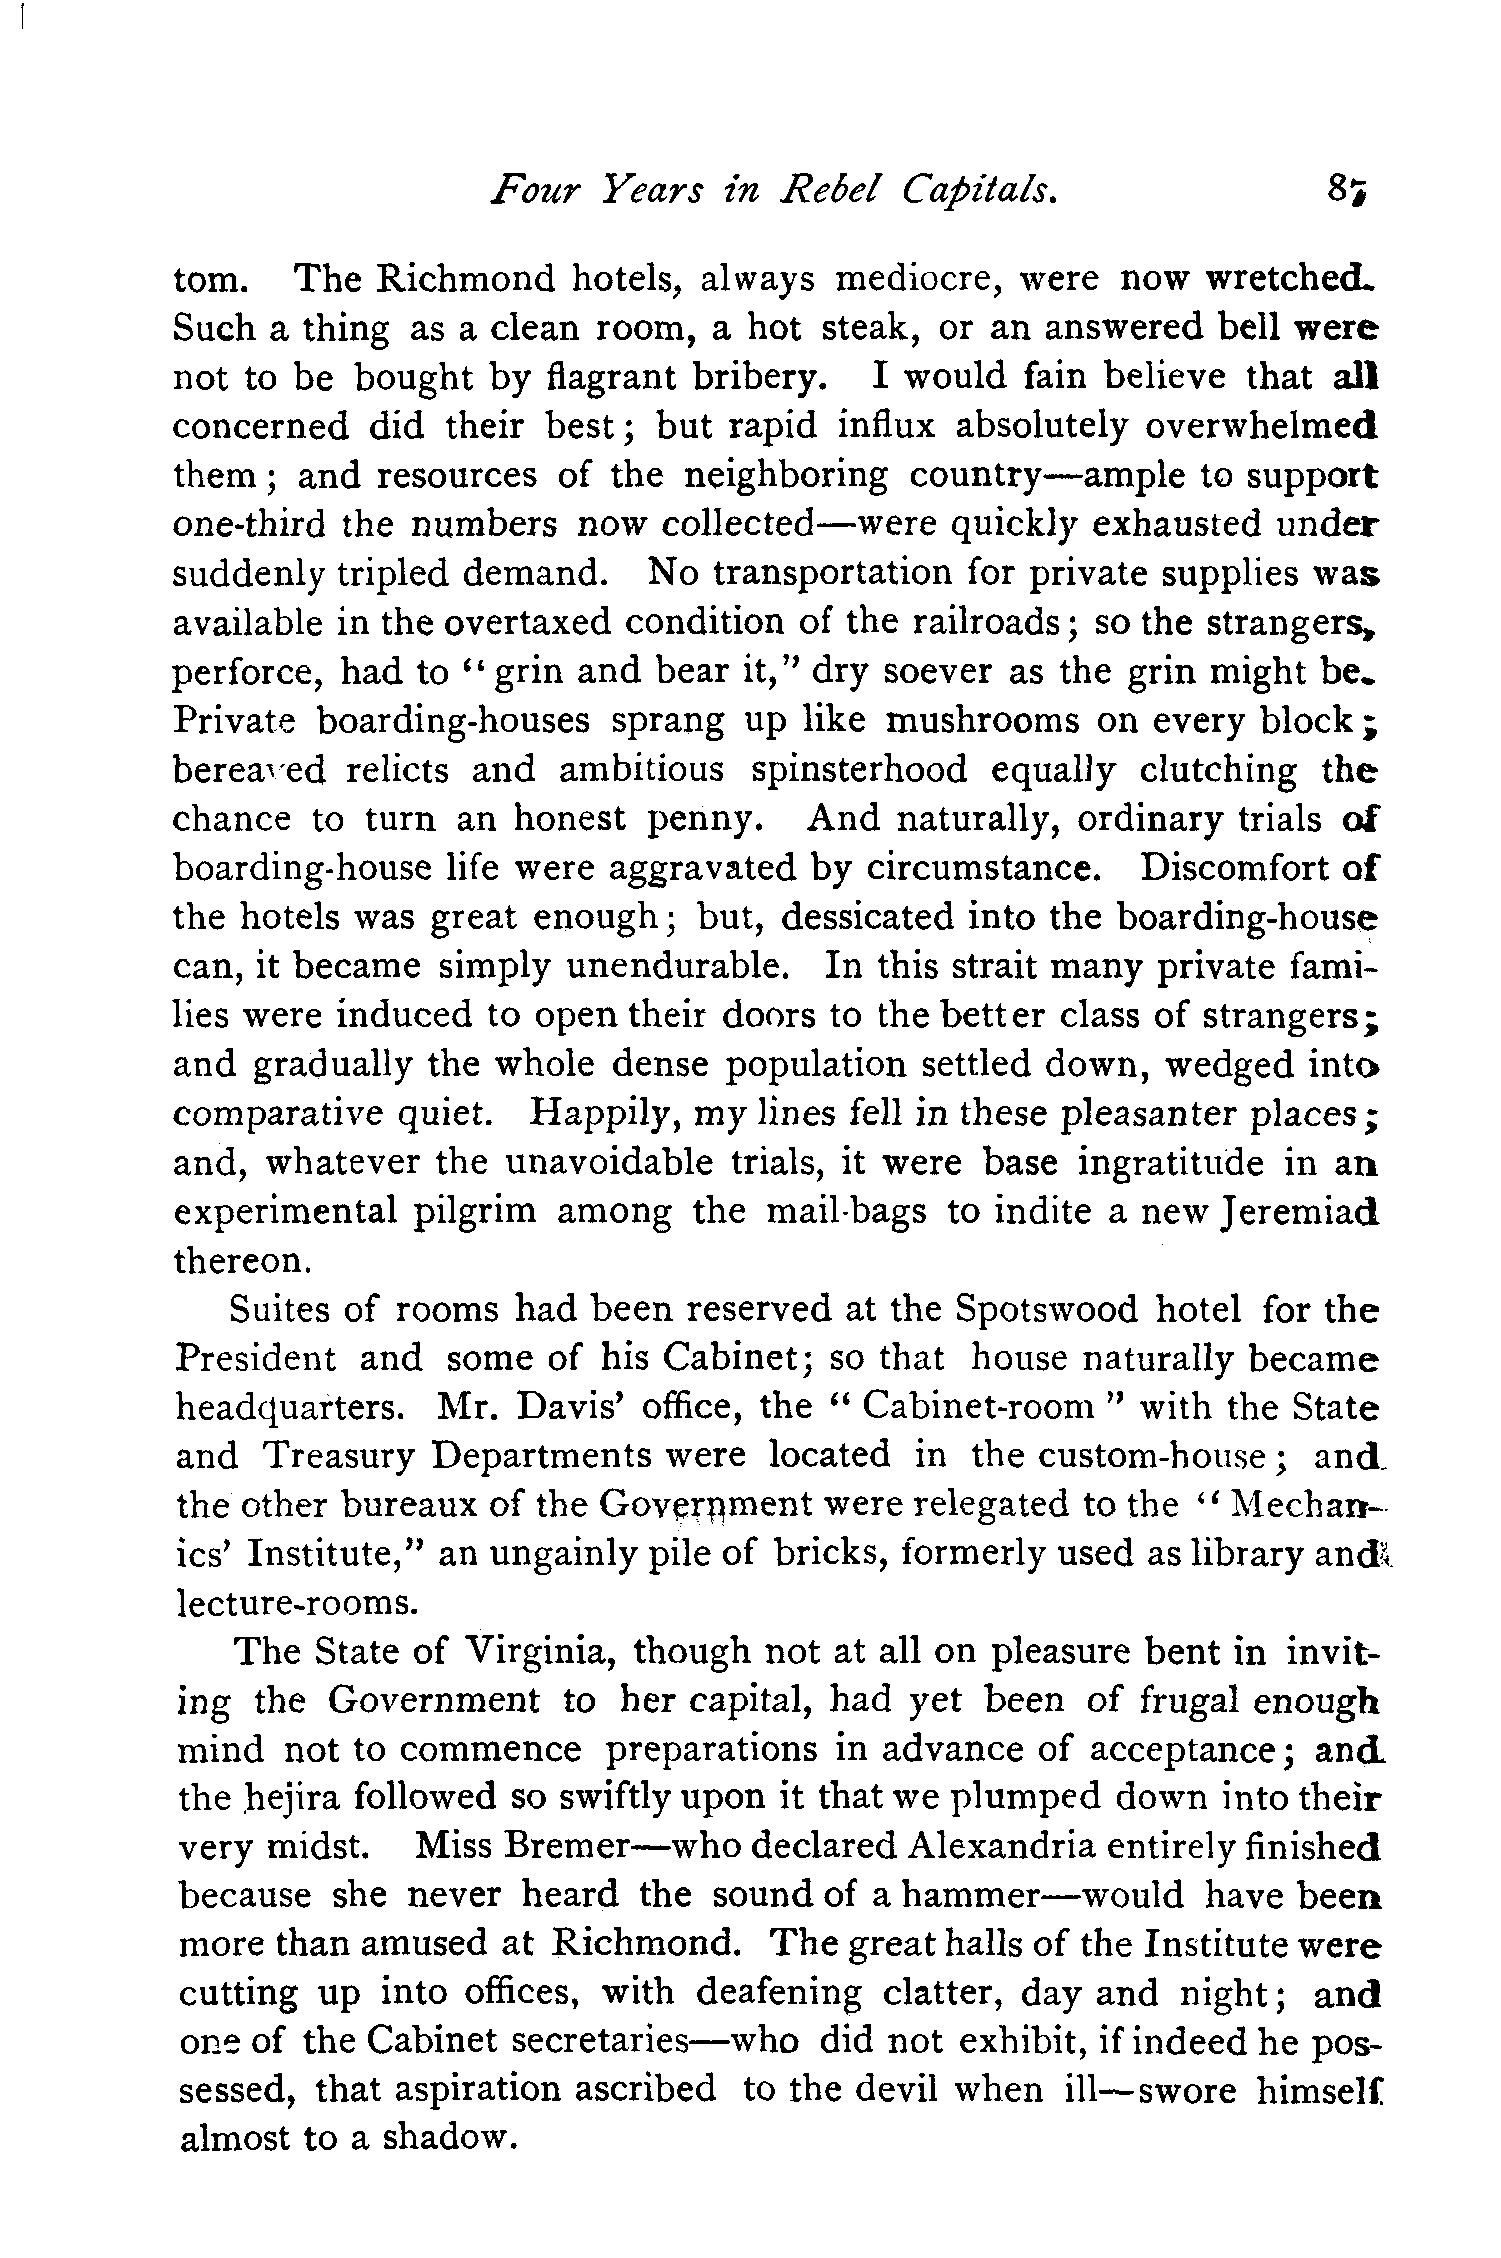 Four Years in Rebel Capitals. 87
tom. The Richmond hotels, always mediocre, were now wretched.
Such a thing as a clean room, a hot steak, or an answered bell were
not to be bought by flagrant bribery. I would fain believe that all
concerned did their best; but rapid influx absolutely overwhelmed
them; and resources of the neighboring country—ample to support
one-third the numbers now collected—were quickly exhausted under
suddenly tripled demand. No transportation for private supplies was
available in the overtaxed condition of the railroads; so the strangers,
perforce, had to "grin and bear it," dry soever as the grin might be.
Private boarding-houses sprang up like mushrooms on every block;
bereaved relicts and ambitious spinsterhood equally clutching the
chance to turn an honest penny. And naturally, ordinary trials of
boarding-house life were aggravated by circumstance. Discomfort of
the hotels was great enough; but, dessicated into the boarding-house
can, it became simply unendurable. In this strait many private fami-
lies were induced to open their doors to the better class of strangers;
and gradually the whole dense population settled down, wedged into
comparative quiet. Happily, my lines fell in these pleasanter places;
and, whatever the unavoidable trials, it were base ingratitude in an
experimental pilgrim among the mail-bags to indite a new Jeremiad
thereon.
Suites of rooms had been reserved at the Spotswood hotel for the
President and some of his Cabinet; so that house naturally became
headquarters. Mr. Davis' office, the "Cabinet-room" with the State
and Treasury Departments were located in the custom-house; and
the other bureaux of the Government were relegated to the "Mechan-
ics' Institute," an ungainly pile of bricks, formerly used as library and
lecture-rooms.
The State of Virginia, though not at all on pleasure bent in invit-
ing the Government to her capital, had yet been of frugal enough
mind not to commence preparations in advance of acceptance; and
the hejira followed so swiftly upon it that we plumped down into their
very midst. Miss Bremer—who declared Alexandria entirely finished
because she never heard the sound of a hammer—would have been
more than amused at Richmond. The great halls of the Institute were
cutting up into offices, with deafening clatter, day and night; and
one of the Cabinet secretaries—who did not exhibit, if indeed he pos-
sessed, that aspiration ascribed to the devil when ill—swore himself
almost to a shadow.